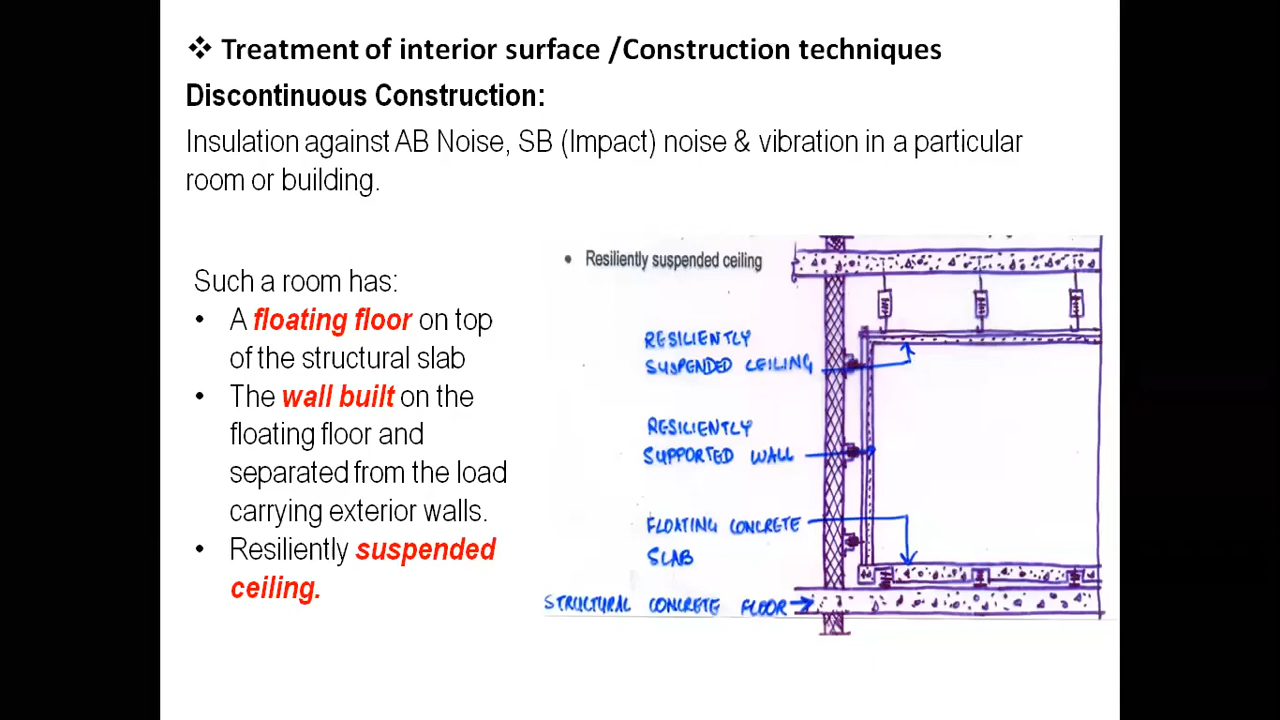 ❖ Treatment of interior surface /Construction techniques
Discontinuous Construction:
Insulation against AB Noise, SB (Impact) noise & vibration in a particular
room or building.
Such a room has:
• A floating floor on top
of the structural slab
• The wall built on the
floating floor and
separated from the load
carrying exterior walls.
• Resiliently suspended
ceiling.
• Resiliently suspended ceiling
RESILIENTLY
SUSPENDED CEILING
RESILIENTLY
SUPPORTED WALL
FLOATING CONCRETE
SLAB
STRUCTURAL CONCRETE FLOOR